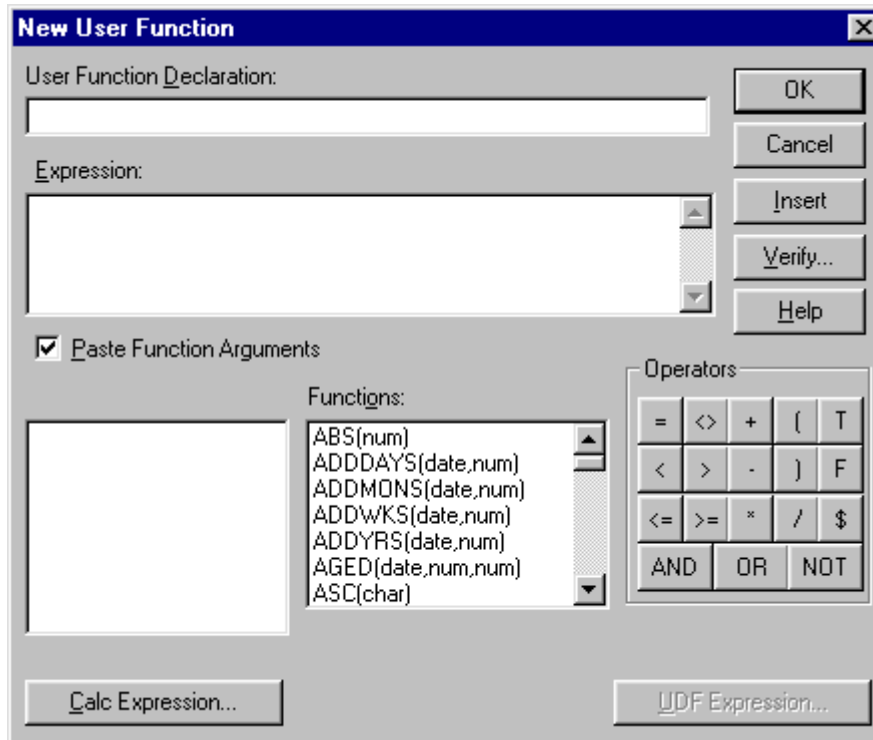 New User Function
User Function Declaration:
OK
Cancel
Expression:
Insert
Verify...
Help
Paste Function Arguments
Functions:
ABS(num)
ADDDAYS(date,num)
ADDMONS(date,num)
ADDWKS(date,num)
ADDYRS(date,num)
AGED(date,num,num)
ASC(char)
Operators
= <> + ( T
< > - ) F
<= >= * / $
AND OR NOT
Calc Expression...
UDF Expression...